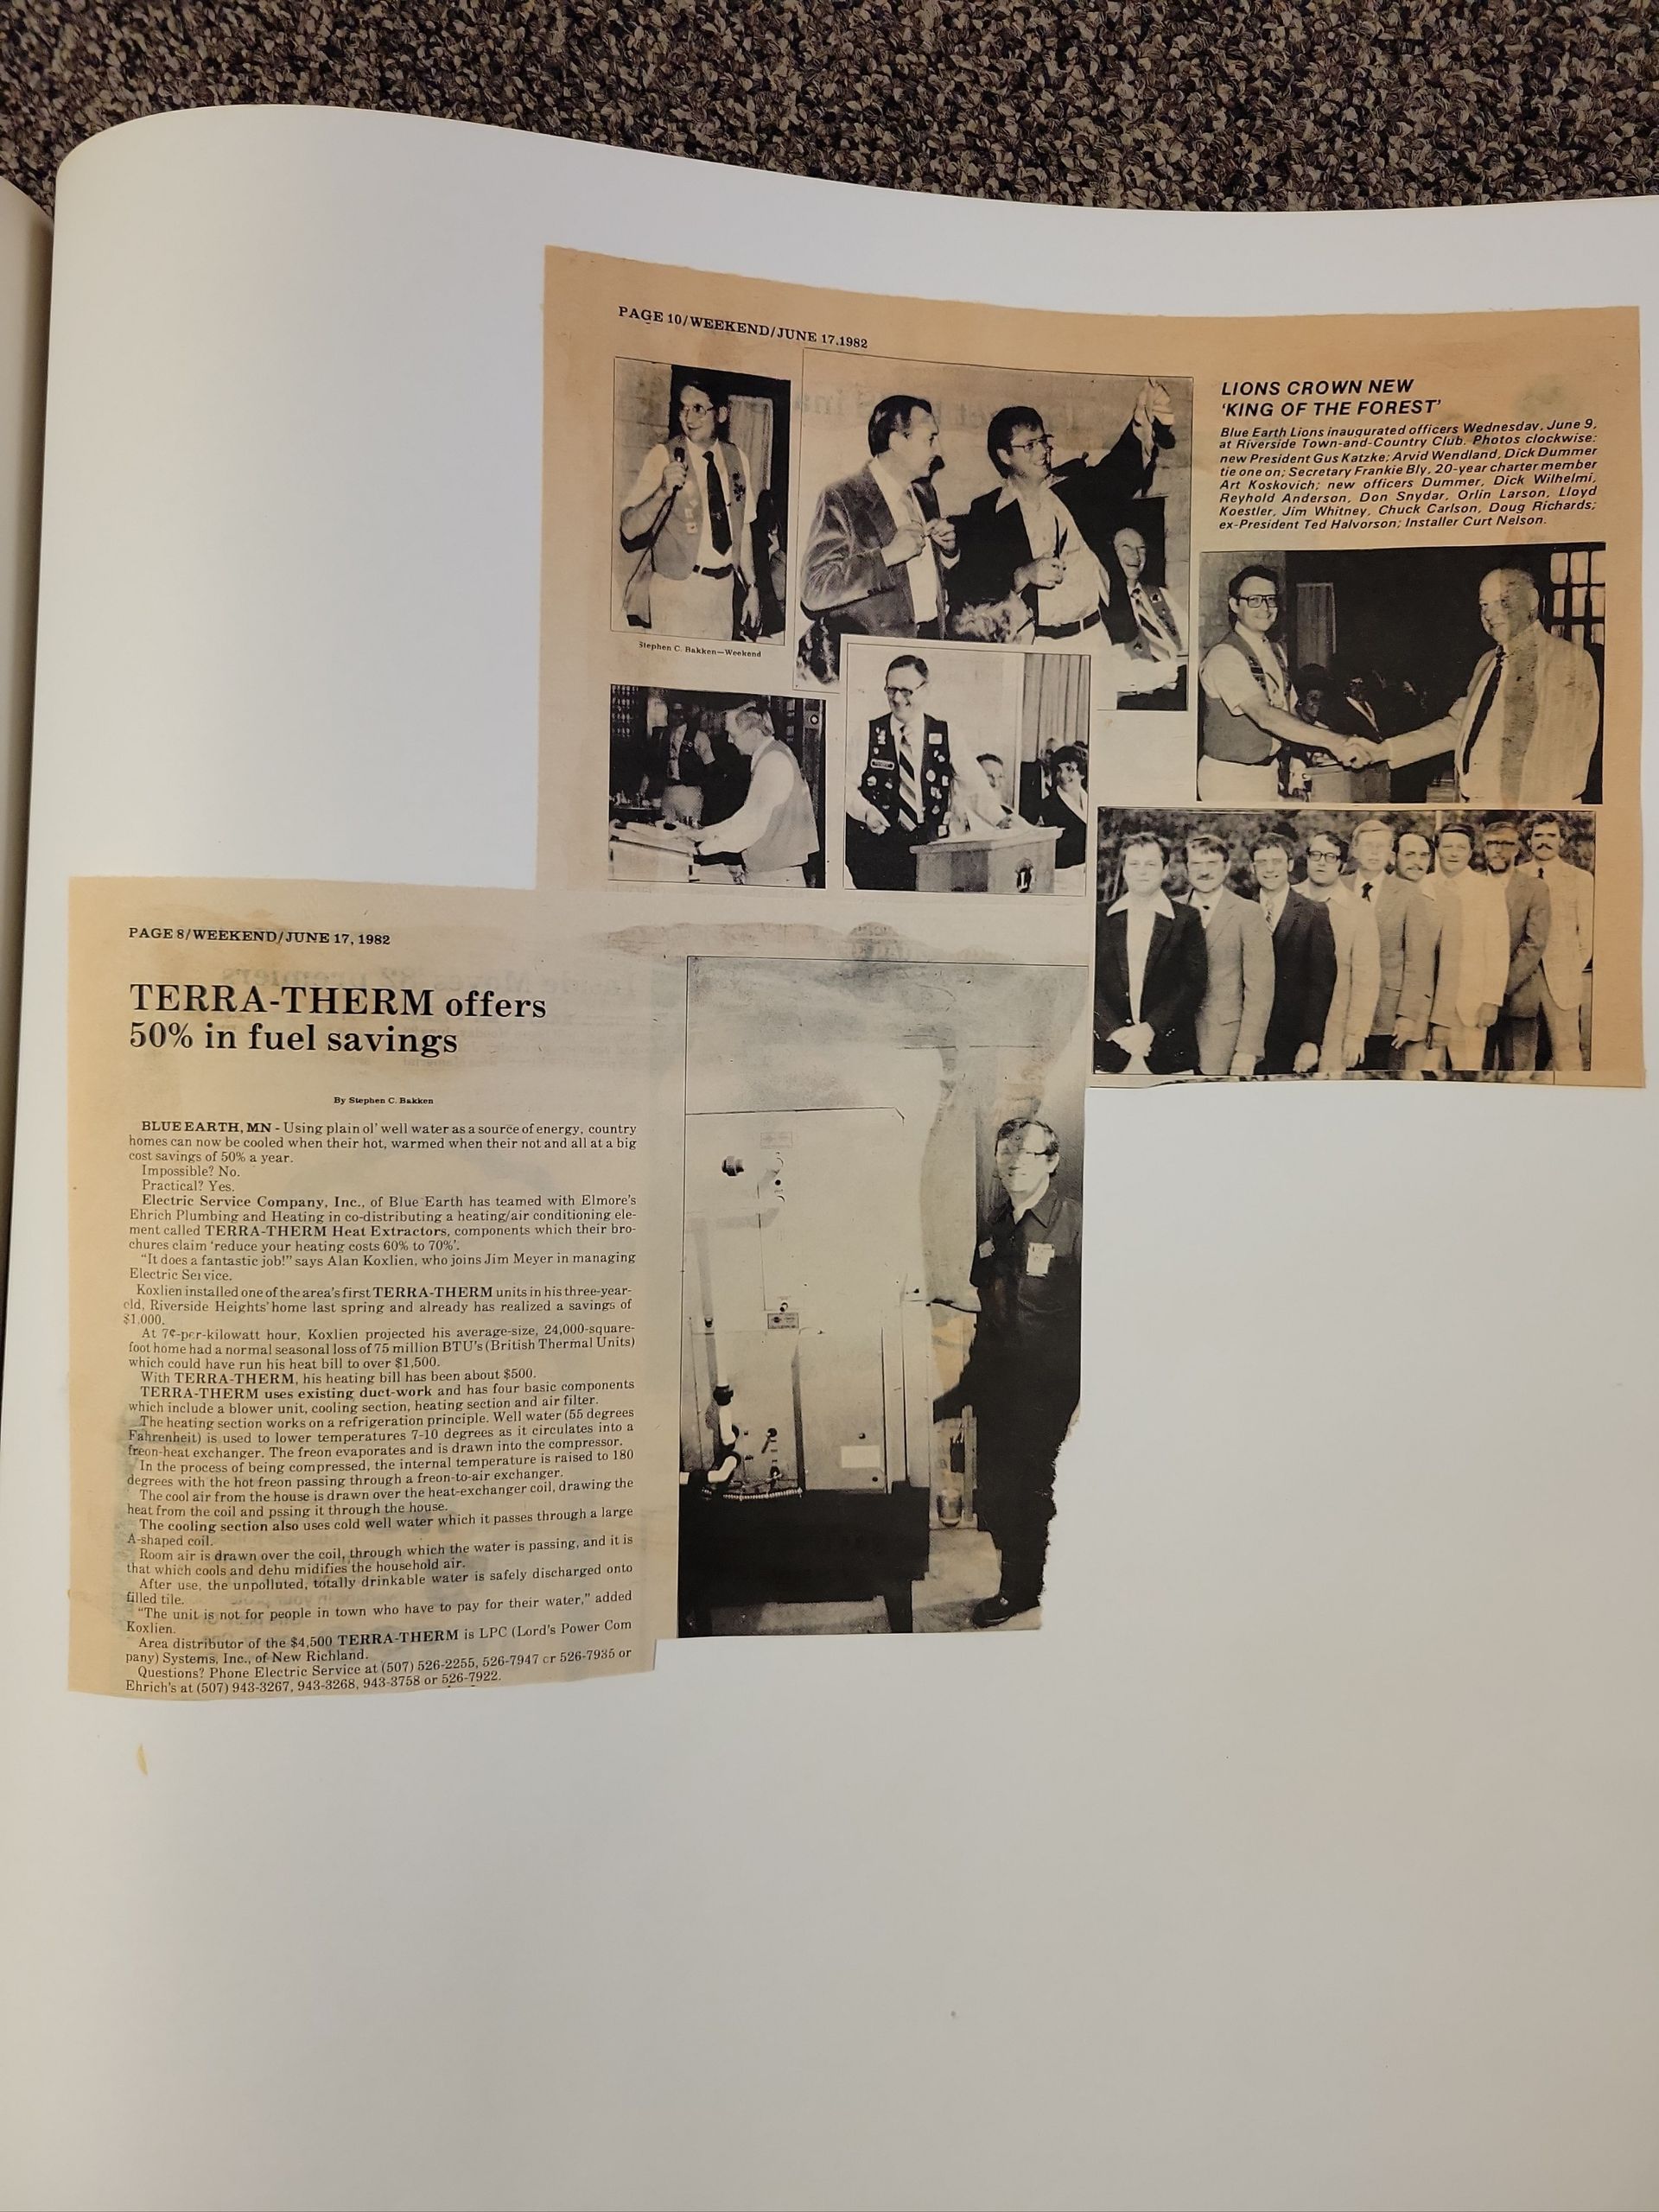 PAGE 10/WEEKEND/JUNE 17,1982
LIONS CROWN NEW
'KING OF THE FOREST'
Blue Earth Lions inaugurated officers Wednesday, June 9,
at Riverside Town-and-Country Club. Photos clockwise:
new President Gus Katzke; Arvid Wendland, Dick Dummer
tie one on; Secretary Frankie Bly, 20-year charter member
Art Koskovich; new officers Dummer, Dick Wilhelmi,
Reyhold Anderson, Don Snydar, Orlin Larson, Lloyd
Koestler, Jim Whitney, Chuck Carlson, Doug Richards;
ex-President Ted Halvorson; Installer Curt Nelson.
Stephen C. Bakken—Weekend
PAGE 8/WEEKEND/JUNE 17, 1982
TERRA-THERM offers
50% in fuel savings
By Stephen C. Bakken
BLUE EARTH, MN - Using plain ol' well water as a source of energy, country
homes can now be cooled when their hot, warmed when their not and all at a big
cost savings of 50% a year.
Impossible? No.
Practical? Yes.
Electric Service Company, Inc., of Blue Earth has teamed with Elmore's
Ehrich Plumbing and Heating in co-distributing a heating/air conditioning ele-
ment called TERRA-THERM Heat Extractors, components which their bro-
chures claim 'reduce your heating costs 60% to 70%'.
"It does a fantastic job!" says Alan Koxlien, who joins Jim Meyer in managing
Electric Service.
Koxlien installed one of the area's first TERRA-THERM units in his three-year-
old, Riverside Heights' home last spring and already has realized a savings of
$1,000.
At 7¢-per-kilowatt hour, Koxlien projected his average-size, 24,000-square-
foot home had a normal seasonal loss of 75 million BTU's (British Thermal Units)
which could have run his heat bill to over $1,500.
With TERRA-THERM, his heating bill has been about $500.
TERRA-THERM uses existing duct-work and has four basic components
which include a blower unit, cooling section, heating section and air filter.
The heating section works on a refrigeration principle. Well water (55 degrees
Fahrenheit) is used to lower temperatures 7-10 degrees as it circulates into a
freon-heat exchanger. The freon evaporates and is drawn into the compressor.
In the process of being compressed, the internal temperature is raised to 180
degrees with the hot freon passing through a freon-to-air exchanger.
The cool air from the house is drawn over the heat-exchanger coil, drawing the
heat from the coil and pssing it through the house.
The cooling section also uses cold well water which it passes through a large
A-shaped coil.
Room air is drawn over the coil, through which the water is passing, and it is
that which cools and dehu midifies the household air.
After use, the unpolluted, totally drinkable water is safely discharged onto
filled tile.
"The unit is not for people in town who have to pay for their water," added
Koxlien.
Area distributor of the $4,500 TERRA-THERM is LPC (Lord's Power Com
pany) Systems, Inc., of New Richland.
Questions? Phone Electric Service at (507) 526-2255, 526-7947 or 526-7935 or
Ehrich's at (507) 943-3267, 943-3268, 943-3758 or 526-7922.